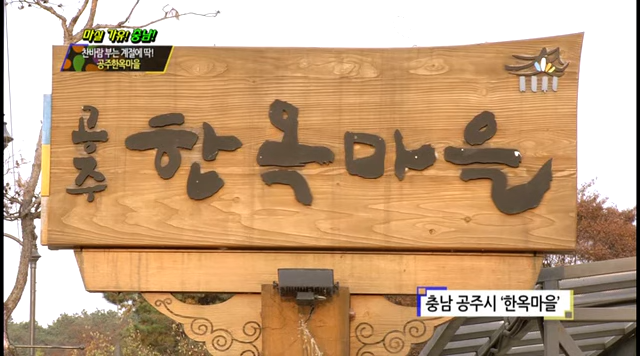 마실 가유! 충남!
찬바람 부는 계절에 딱!
공주한옥마을
공주 한옥마을
충남 공주시 '한옥마을'